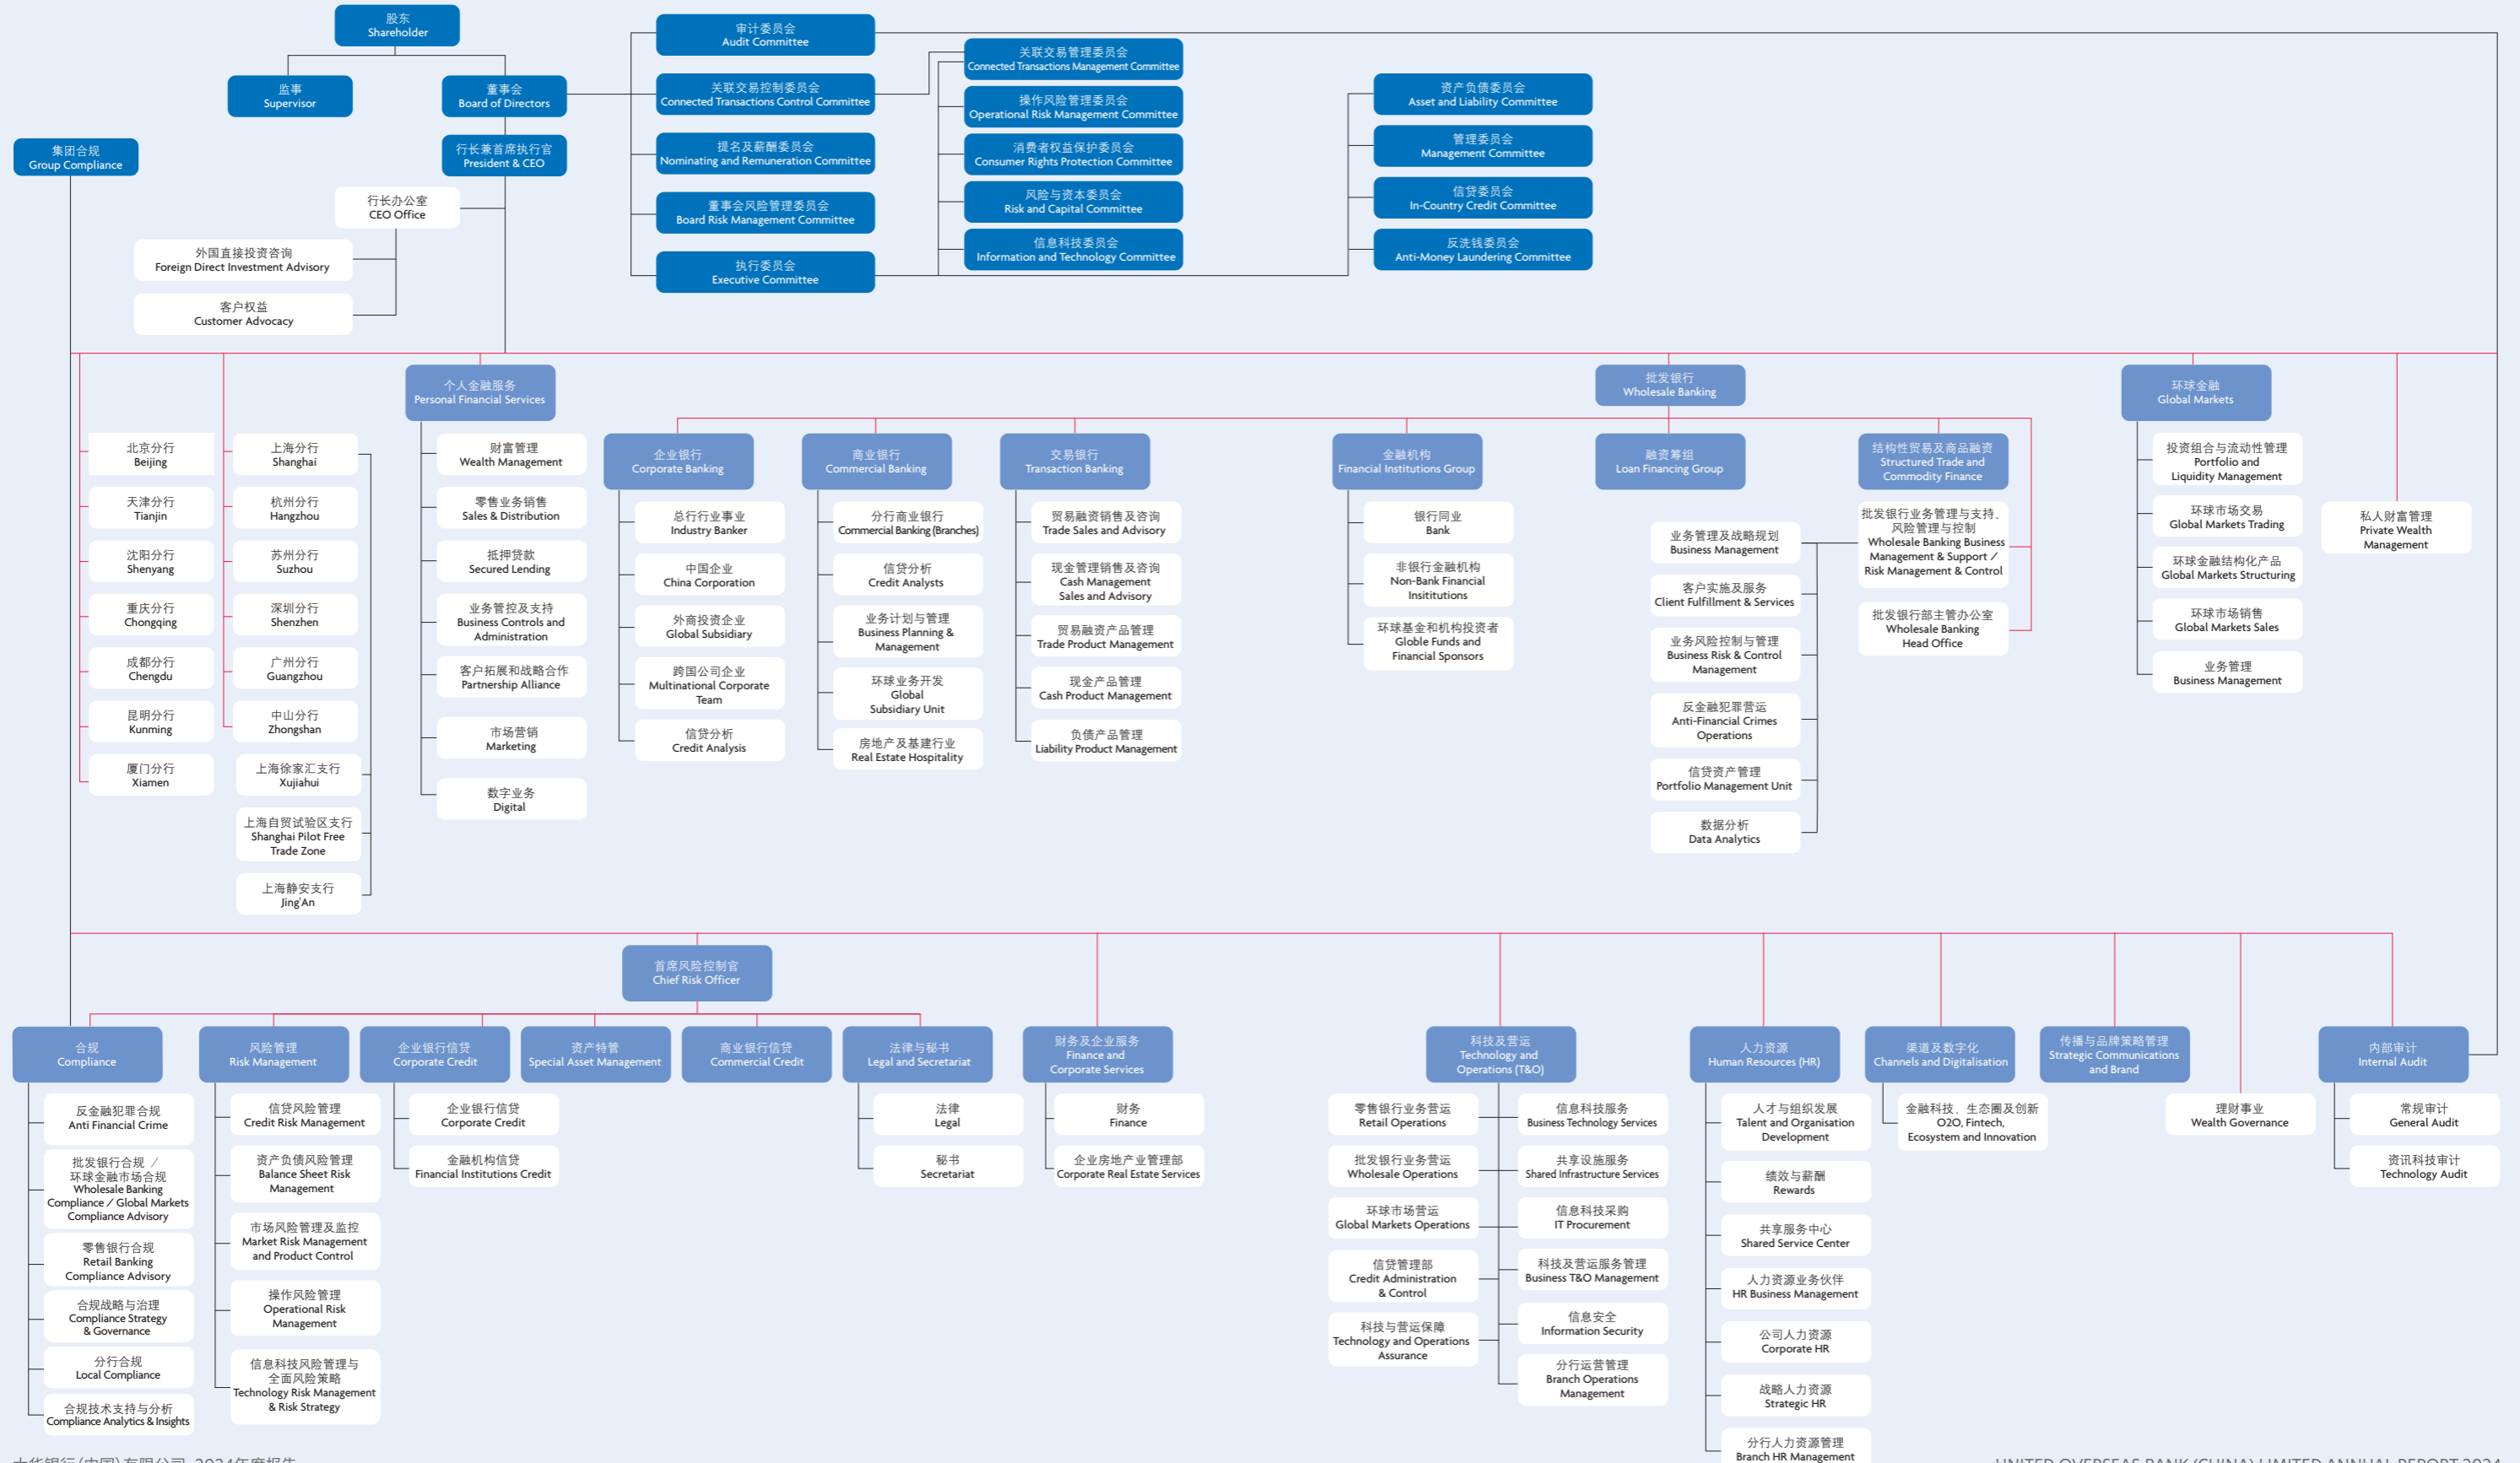 股东
Shareholder
监事
Supervisor
董事会
Board of Directors
集团合规
Group Compliance
行长兼首席执行官
President & CEO
行长办公室
CEO Office
外国直接投资咨询
Foreign Direct Investment Advisory
客户权益
Customer Advocacy
审计委员会
Audit Committee
关联交易控制委员会
Connected Transactions Control Committee
提名及薪酬委员会
Nominating and Remuneration Committee
董事会风险管理委员会
Board Risk Management Committee
执行委员会
Executive Committee
关联交易管理委员会
Connected Transactions Management Committee
操作风险管理委员会
Operational Risk Management Committee
消费者权益保护委员会
Consumer Rights Protection Committee
风险与资本委员会
Risk and Capital Committee
信息科技委员会
Information and Technology Committee
资产负债委员会
Asset and Liability Committee
管理委员会
Management Committee
信贷委员会
In-Country Credit Committee
反洗钱委员会
Anti-Money Laundering Committee
北京分行
Beijing
天津分行
Tianjin
沈阳分行
Shenyang
重庆分行
Chongqing
成都分行
Chengdu
昆明分行
Kunming
厦门分行
Xiamen
上海分行
Shanghai
杭州分行
Hangzhou
苏州分行
Suzhou
深圳分行
Shenzhen
广州分行
Guangzhou
中山分行
Zhongshan
上海徐家汇支行
Xujiahui
上海自贸试验区支行
Shanghai Pilot Free
Trade Zone
上海静安支行
Jing'An
个人金融服务
Personal Financial Services
财富管理
Wealth Management
零售业务销售
Sales & Distribution
抵押贷款
Secured Lending
业务管控及支持
Business Controls and
Administration
客户拓展和战略合作
Partnership Alliance
市场营销
Marketing
数字业务
Digital
批发银行
Wholesale Banking
企业银行
Corporate Banking
总行行业事业
Industry Banker
中国企业
China Corporation
外商投资企业
Global Subsidiary
跨国公司企业
Multinational Corporate
Team
信贷分析
Credit Analysis
商业银行
Commercial Banking
分行商业银行
Commercial Banking (Branches)
信贷分析
Credit Analysts
业务计划与管理
Business Planning &
Management
环球业务开发
Global
Subsidiary Unit
房地产及基建行业
Real Estate Hospitality
交易银行
Transaction Banking
贸易融资销售及咨询
Trade Sales and Advisory
现金管理销售及咨询
Cash Management
Sales and Advisory
贸易融资产品管理
Trade Product Management
现金产品管理
Cash Product Management
负债产品管理
Liability Product Management
金融机构
Financial Institutions Group
银行同业
Bank
非银行金融机构
Non-Bank Financial
Insititutions
环球基金和机构投资者
Globle Funds and
Financial Sponsors
融资筹组
Loan Financing Group
结构性贸易及商品融资
Structured Trade and
Commodity Finance
批发银行业务管理与支持、
风险管理与控制
Wholesale Banking Business
Management & Support /
Risk Management & Control
批发银行部主管办公室
Wholesale Banking
Head Office
业务管理及战略规划
Business Management
客户实施及服务
Client Fulfillment & Services
业务风险控制与管理
Business Risk & Control
Management
反金融犯罪营运
Anti-Financial Crimes
Operations
信贷资产管理
Portfolio Management Unit
数据分析
Data Analytics
环球金融
Global Markets
投资组合与流动性管理
Portfolio and
Liquidity Management
环球市场交易
Global Markets Trading
环球金融结构化产品
Global Markets Structuring
环球市场销售
Global Markets Sales
业务管理
Business Management
私人财富管理
Private Wealth
Management
首席风险控制官
Chief Risk Officer
合规
Compliance
反金融犯罪合规
Anti Financial Crime
批发银行合规 /
环球金融市场合规
Wholesale Banking
Compliance / Global Markets
Compliance Advisory
零售银行合规
Retail Banking
Compliance Advisory
合规战略与治理
Compliance Strategy
& Governance
分行合规
Local Compliance
合规技术支持与分析
Compliance Analytics & Insights
风险管理
Risk Management
信贷风险管理
Credit Risk Management
资产负债风险管理
Balance Sheet Risk
Management
市场风险管理及监控
Market Risk Management
and Product Control
操作风险管理
Operational Risk
Management
信息科技风险管理与
全面风险策略
Technology Risk Management
& Risk Strategy
企业银行信贷
Corporate Credit
企业银行信贷
Corporate Credit
金融机构信贷
Financial Institutions Credit
资产特管
Special Asset Management
商业银行信贷
Commercial Credit
法律与秘书
Legal and Secretariat
法律
Legal
秘书
Secretariat
财务及企业服务
Finance and
Corporate Services
财务
Finance
企业房地产业管理部
Corporate Real Estate Services
科技及营运
Technology and
Operations (T&O)
零售银行业务营运
Retail Operations
批发银行业务营运
Wholesale Operations
环球市场营运
Global Markets Operations
信贷管理部
Credit Administration
& Control
科技与营运保障
Technology and Operations
Assurance
信息科技服务
Business Technology Services
共享设施服务
Shared Infrastructure Services
信息科技采购
IT Procurement
科技及营运服务管理
Business T&O Management
信息安全
Information Security
分行运营管理
Branch Operations
Management
人力资源
Human Resources (HR)
人才与组织发展
Talent and Organisation
Development
绩效与薪酬
Rewards
共享服务中心
Shared Service Center
人力资源业务伙伴
HR Business Management
公司人力资源
Corporate HR
战略人力资源
Strategic HR
分行人力资源管理
Branch HR Management
渠道及数字化
Channels and Digitalisation
金融科技、生态圈及创新
O2O, Fintech,
Ecosystem and Innovation
传播与品牌策略管理
Strategic Communications
and Brand
理财事业
Wealth Governance
内部审计
Internal Audit
常规审计
General Audit
资讯科技审计
Technology Audit
大华银行(中国)有限公司 2024年度报告
UNITED OVERSEAS BANK (CHINA) LIMITED ANNUAL REPORT 2024